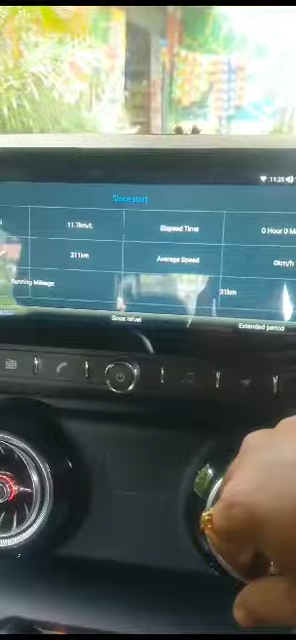 11:25
Since start
11.7km/L
Elapsed Time
0 Hour 0 M
311km
Average Speed
0km/h
Running Mileage
31km
Since refuel
Extended period